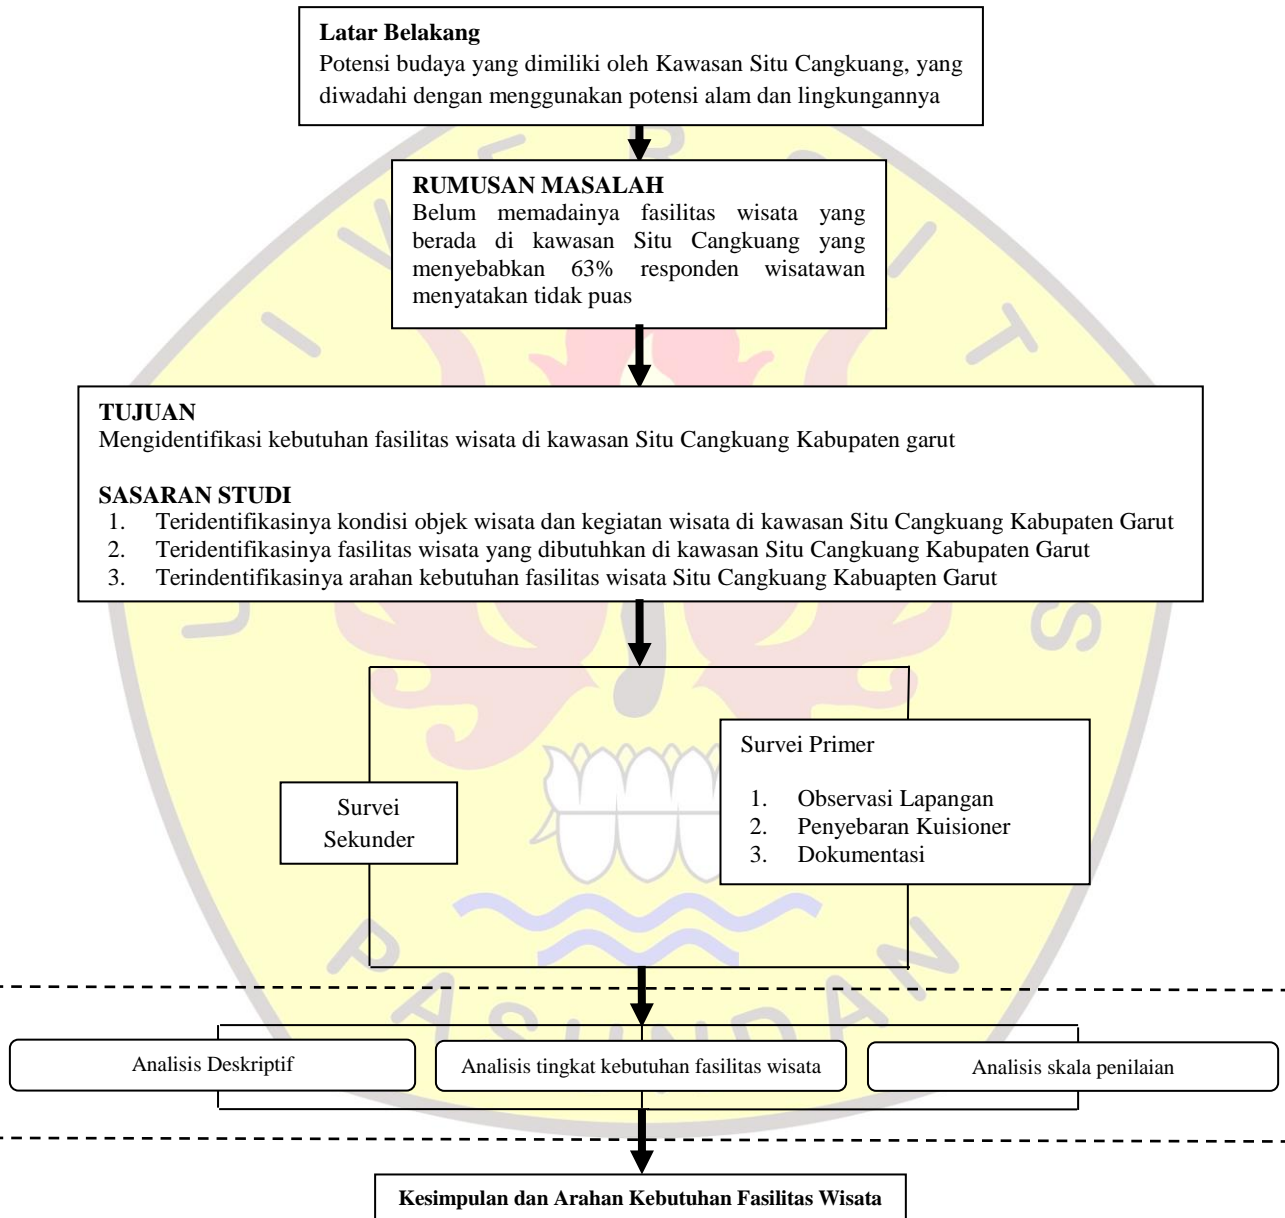 Latar Belakang
Potensi budaya yang dimiliki oleh Kawasan Situ Cangkuang, yang
diwadahi dengan menggunakan potensi alam dan lingkungannya
RUMUSAN MASALAH
Belum memadainya fasilitas wisata yang
berada di kawasan Situ Cangkuang yang
menyebabkan 63% responden wisatawan
menyatakan tidak puas
TUJUAN
Mengidentifikasi kebutuhan fasilitas wisata di kawasan Situ Cangkuang Kabupaten garut
SASARAN STUDI
1. Teridentifikasinya kondisi objek wisata dan kegiatan wisata di kawasan Situ Cangkuang Kabupaten Garut
2. Teridentifikasinya fasilitas wisata yang dibutuhkan di kawasan Situ Cangkuang Kabupaten Garut
3. Terindentifikasinya arahan kebutuhan fasilitas wisata Situ Cangkuang Kabuapten Garut
Survei Primer
1. Observasi Lapangan
2. Penyebaran Kuisioner
3. Dokumentasi
Survei
Sekunder
Analisis Deskriptif
Analisis tingkat kebutuhan fasilitas wisata
Analisis skala penilaian
Kesimpulan dan Arahan Kebutuhan Fasilitas Wisata
PASUNDAN